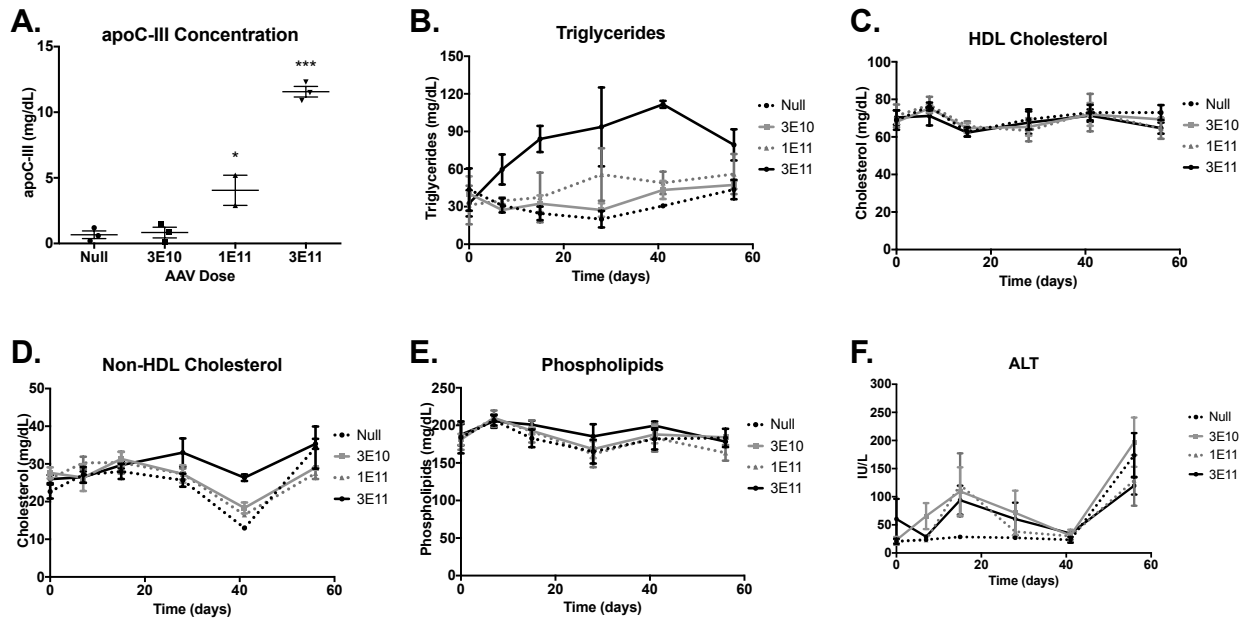 A.
apoC-III Concentration
apoC-III (mg/dL)
15
10
5
0
*
***
Null 3E10 1E11 3E11
AAV Dose
B.
Triglycerides
Triglycerides (mg/dL)
150
120
90
60
30
0
0 20 40 60
Time (days)
Null
3E10
1E11
3E11
C.
HDL Cholesterol
Cholesterol (mg/dL)
100
80
60
40
20
0
0 20 40 60
Time (days)
Null
3E10
1E11
3E11
D.
Non-HDL Cholesterol
Cholesterol (mg/dL)
50
40
30
20
10
0
0 20 40 60
Time (days)
Null
3E10
1E11
3E11
E.
Phospholipids
Phospholipids (mg/dL)
250
200
150
100
50
0
0 20 40 60
Time (days)
Null
3E10
1E11
3E11
F.
ALT
IU/L
300
250
200
150
100
50
0
0 20 40 60
Time (days)
Null
3E10
1E11
3E11